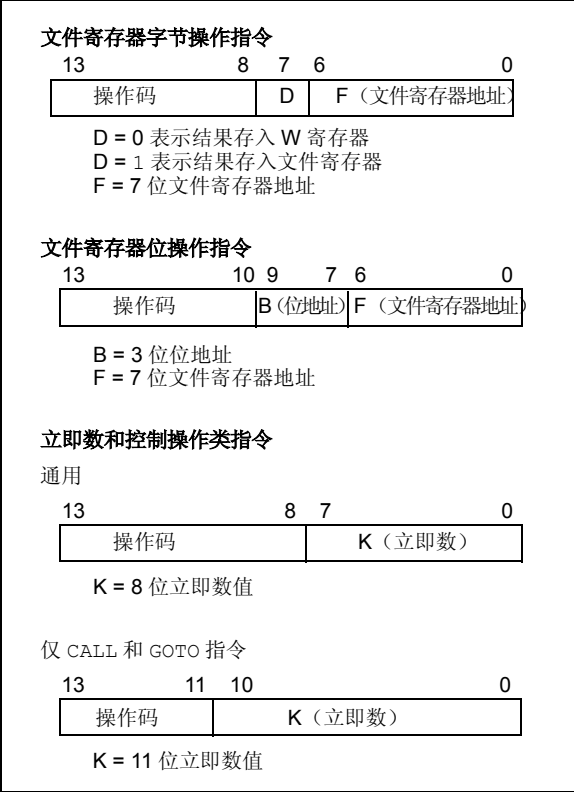 文件寄存器字节操作指令
13 8 7 6 0
操作码 D F（文件寄存器地址）
D = 0 表示结果存入 W 寄存器
D = 1 表示结果存入文件寄存器
F = 7 位文件寄存器地址
文件寄存器位操作指令
13 10 9 7 6 0
操作码 B（位地址） F （文件寄存器地址）
B = 3 位位地址
F = 7 位文件寄存器地址
立即数和控制操作类指令
通用
13 8 7 0
操作码 K（立即数）
K = 8 位立即数值
仅 CALL 和 GOTO 指令
13 11 10 0
操作码 K（立即数）
K = 11 位立即数值